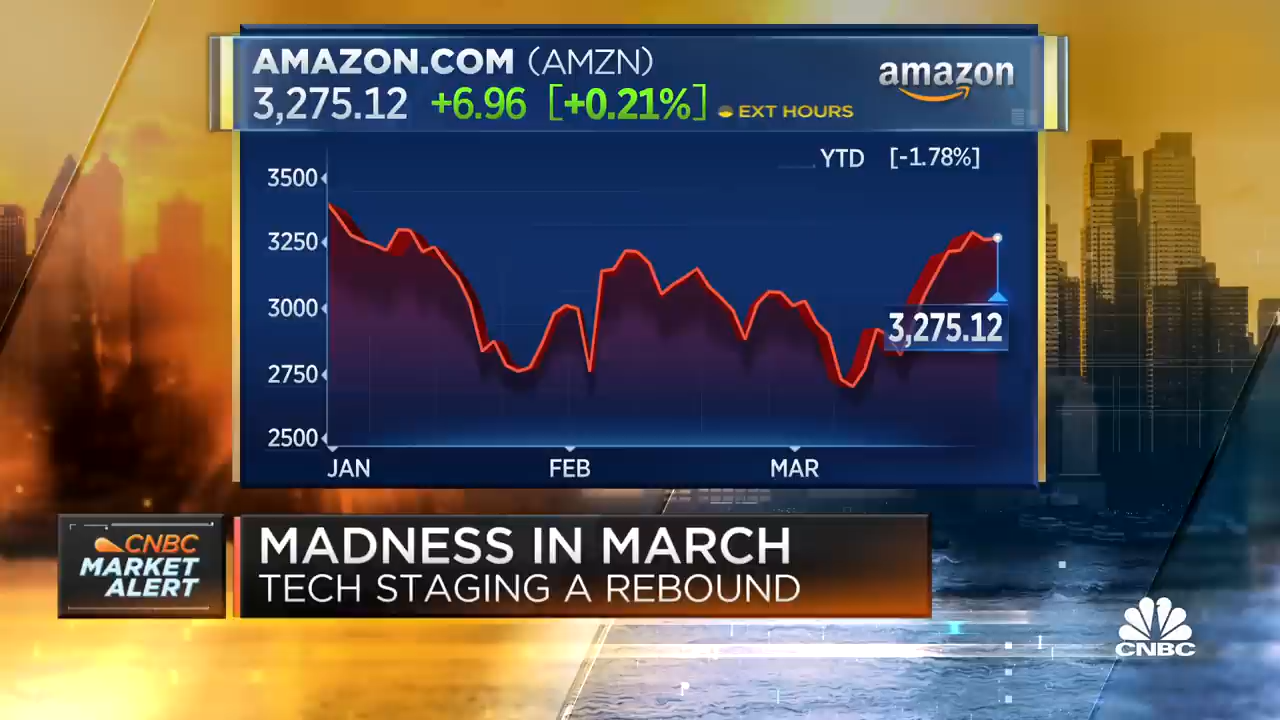 AMAZON.COM (AMZN)
3,275.12 +6.96 [+0.21%] EXT HOURS
amazon
YTD [-1.78%]
3500
3250
3000
2750
2500
3,275.12
JAN FEB MAR
CNBC
MARKET
ALERT
MADNESS IN MARCH
TECH STAGING A REBOUND
CNBC